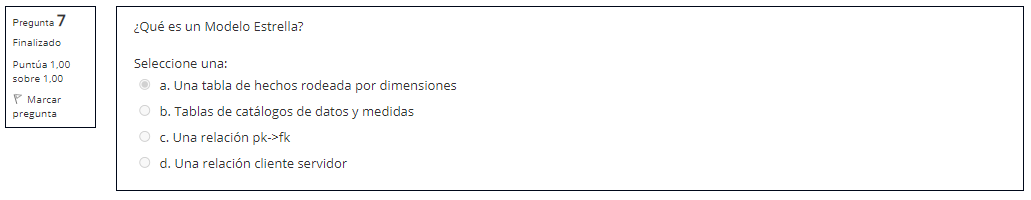 Pregunta 7
Finalizado
Puntúa 1,00
sobre 1,00
Marcar
pregunta
¿Qué es un Modelo Estrella?
Seleccione una:
a. Una tabla de hechos rodeada por dimensiones
b. Tablas de catálogos de datos y medidas
c. Una relación pk->fk
d. Una relación cliente servidor